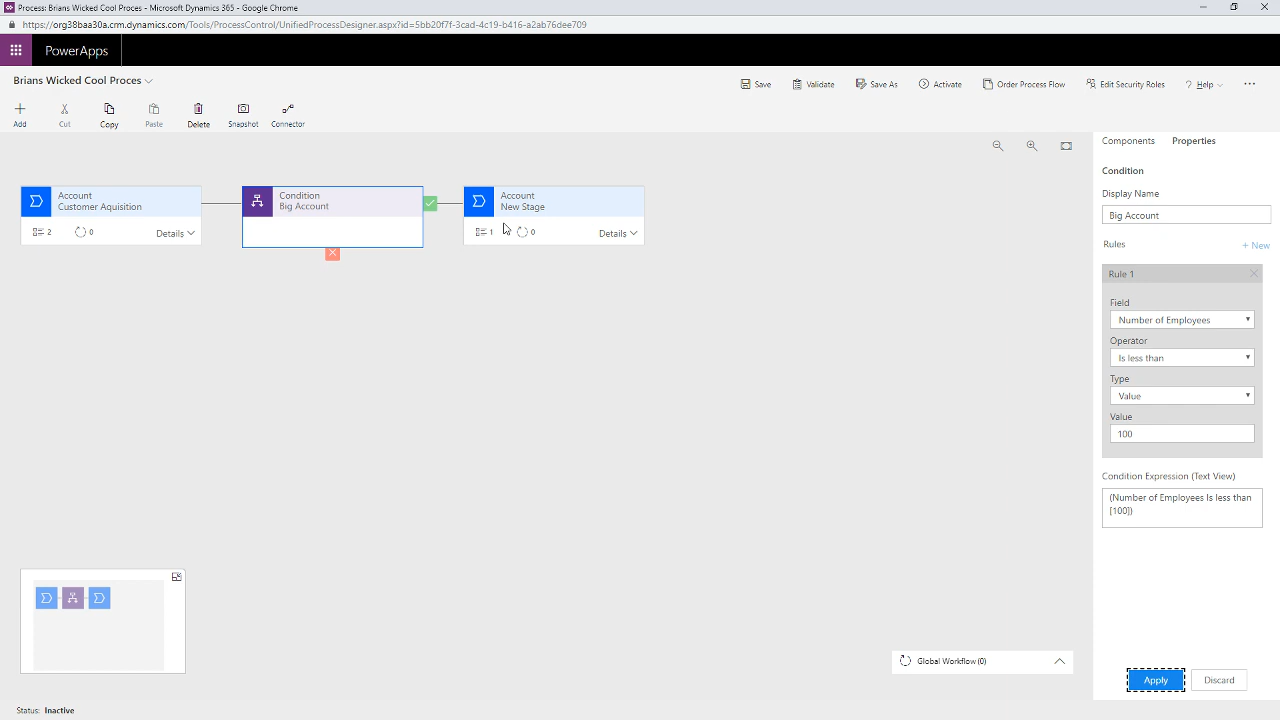 Process: Brians Wicked Cool Proces - Microsoft Dynamics 365 - Google Chrome
https://org38baa30a.crm.dynamics.com/Tools/ProcessControl/UnifiedProcessDesigner.aspx?id=5bb20f7f-3cad-4c19-b416-a2ab76dee709
PowerApps
Brians Wicked Cool Proces
Save
Validate
Save As
Activate
Order Process Flow
Edit Security Roles
? Help
...
Add
Cut
Copy
Paste
Delete
Snapshot
Connector
Components
Properties
Account
Customer Aquisition
2
0
Details
Condition
Big Account
Account
New Stage
1
0
Details
Condition
Display Name
Big Account
Rules
+ New
Rule 1
Field
Number of Employees
Operator
Is less than
Type
Value
Value
100
Condition Expression (Text View)
(Number of Employees Is less than
[100])
Global Workflow (0)
Apply
Discard
Status: Inactive